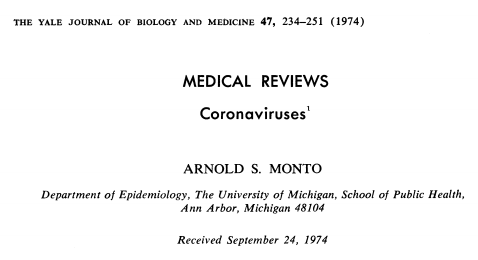 THE YALE JOURNAL OF BIOLOGY AND MEDICINE 47, 234–251 (1974)
MEDICAL REVIEWS
Coronaviruses¹
ARNOLD S. MONTO
Department of Epidemiology, The University of Michigan, School of Public Health,
Ann Arbor, Michigan 48104
Received September 24, 1974